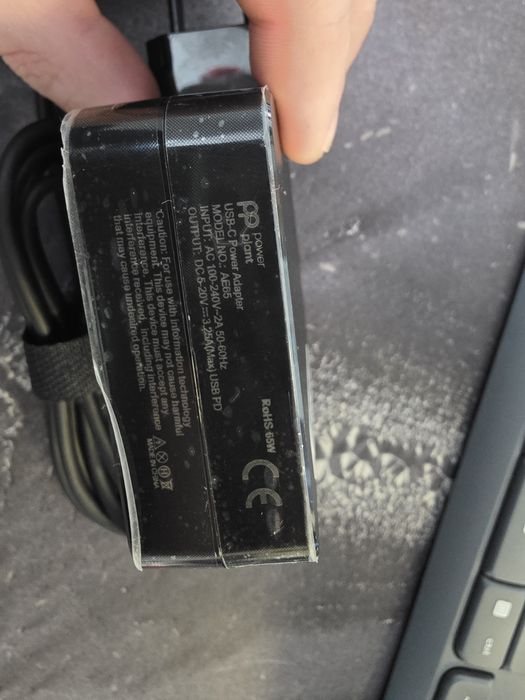 power
plant
USB-C Power Adapter
MODEL NO.: AE65
INPUT: AC 100-240V~2A 50-60Hz
OUTPUT: DC 5-20V⎓3.25A(Max) USB PD
RoHS 65W
CE
*Caution: For use with information technology
equipment. This device may not cause harmful
interference. This device must accept any
interference received, including interference
that may cause undesired operation.
MADE IN CHINA